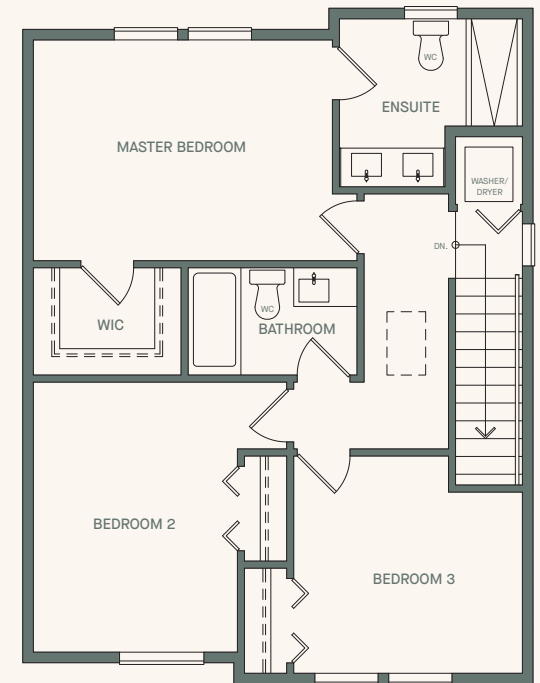 WC
ENSUITE
MASTER BEDROOM
WASHER/
DRYER
DN.
WC
WIC
BATHROOM
BEDROOM 2
BEDROOM 3